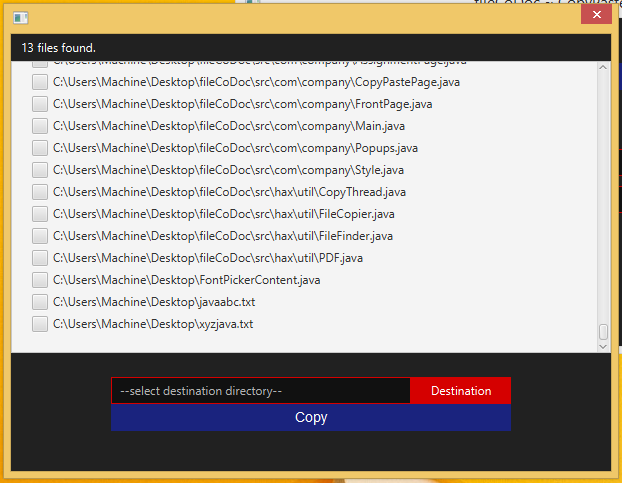 13 files found.
C:\Users\Machine\Desktop\fileCoDoc\src\com\company\AssignmentPage.java
C:\Users\Machine\Desktop\fileCoDoc\src\com\company\CopyPastePage.java
C:\Users\Machine\Desktop\fileCoDoc\src\com\company\FrontPage.java
C:\Users\Machine\Desktop\fileCoDoc\src\com\company\Main.java
C:\Users\Machine\Desktop\fileCoDoc\src\com\company\Popups.java
C:\Users\Machine\Desktop\fileCoDoc\src\com\company\Style.java
C:\Users\Machine\Desktop\fileCoDoc\src\hax\util\CopyThread.java
C:\Users\Machine\Desktop\fileCoDoc\src\hax\util\FileCopier.java
C:\Users\Machine\Desktop\fileCoDoc\src\hax\util\FileFinder.java
C:\Users\Machine\Desktop\fileCoDoc\src\hax\util\PDF.java
C:\Users\Machine\Desktop\FontPickerContent.java
C:\Users\Machine\Desktop\javaabc.txt
C:\Users\Machine\Desktop\xyzjava.txt
--select destination directory-- Destination
Copy